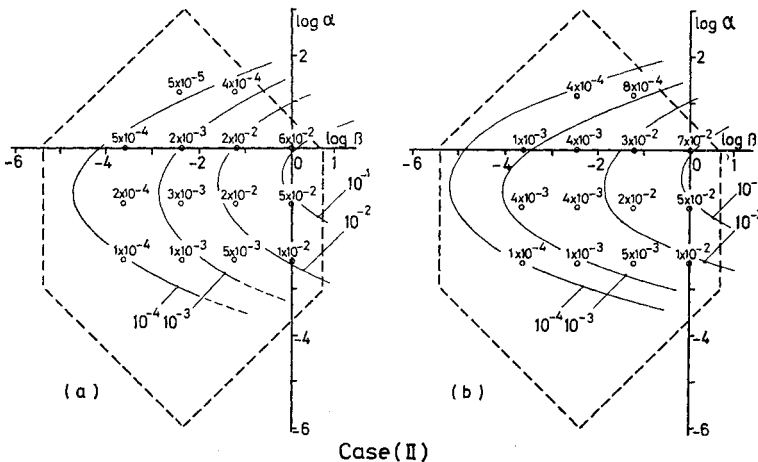 log α
2
5x10⁻⁵ 4x10⁻⁴
5x10⁻⁴ 2x10⁻³ 2x10⁻² 6x10⁻²
log β
-6 -4 -2 1
2x10⁻⁴ 3x10⁻³ 2x10⁻² 5x10⁻² 10⁻¹
10⁻²
1x10⁻⁴ 1x10⁻³ 5x10⁻³ 1x10⁻²
10⁻⁴ 10⁻³
-4
(a)
-6
log α
2
4x10⁻⁴ 8x10⁻⁴
1x10⁻³ 4x10⁻³ 3x10⁻² 7x10⁻²
log β
-6 -4 -2 1
4x10⁻³ 4x10⁻³ 2x10⁻² 5x10⁻²
1x10⁻⁴ 1x10⁻³ 5x10⁻³ 1x10⁻²
10⁻⁴ 10⁻³
-4
(b)
-6
Case(II)